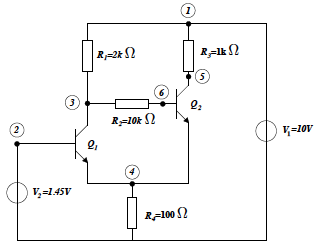 1
R₁=2k Ω
R₃=1k Ω
5
6
3
Q₂
2
R₂=10k Ω
V₁=10V
Q₁
4
V₂=1.45V
R₄=100 Ω